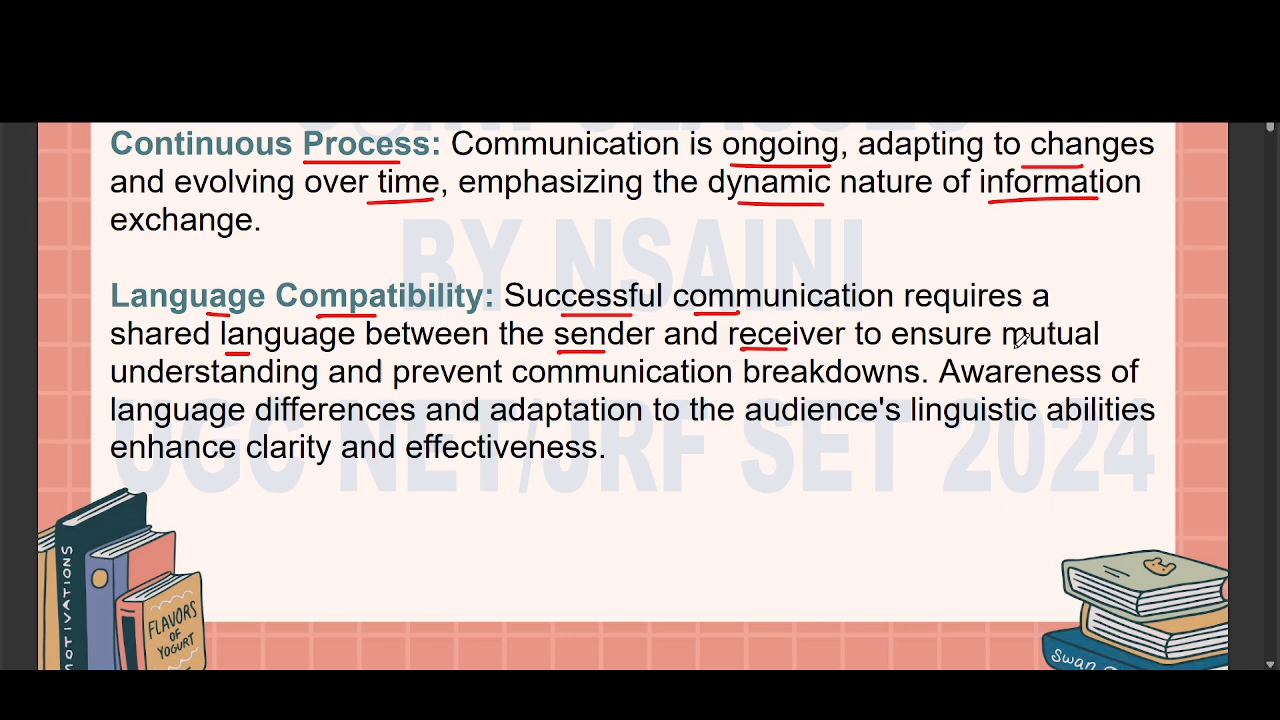 Continuous Process: Communication is ongoing, adapting to changes
and evolving over time, emphasizing the dynamic nature of information
exchange.
BY NSAINI
Language Compatibility: Successful communication requires a
shared language between the sender and receiver to ensure mutual
understanding and prevent communication breakdowns. Awareness of
language differences and adaptation to the audience's linguistic abilities
enhance clarity and effectiveness.
UGC NET/JRF SET 2024
MOTIVATIONS
FLAVORS
OF
YOGURT
Swan